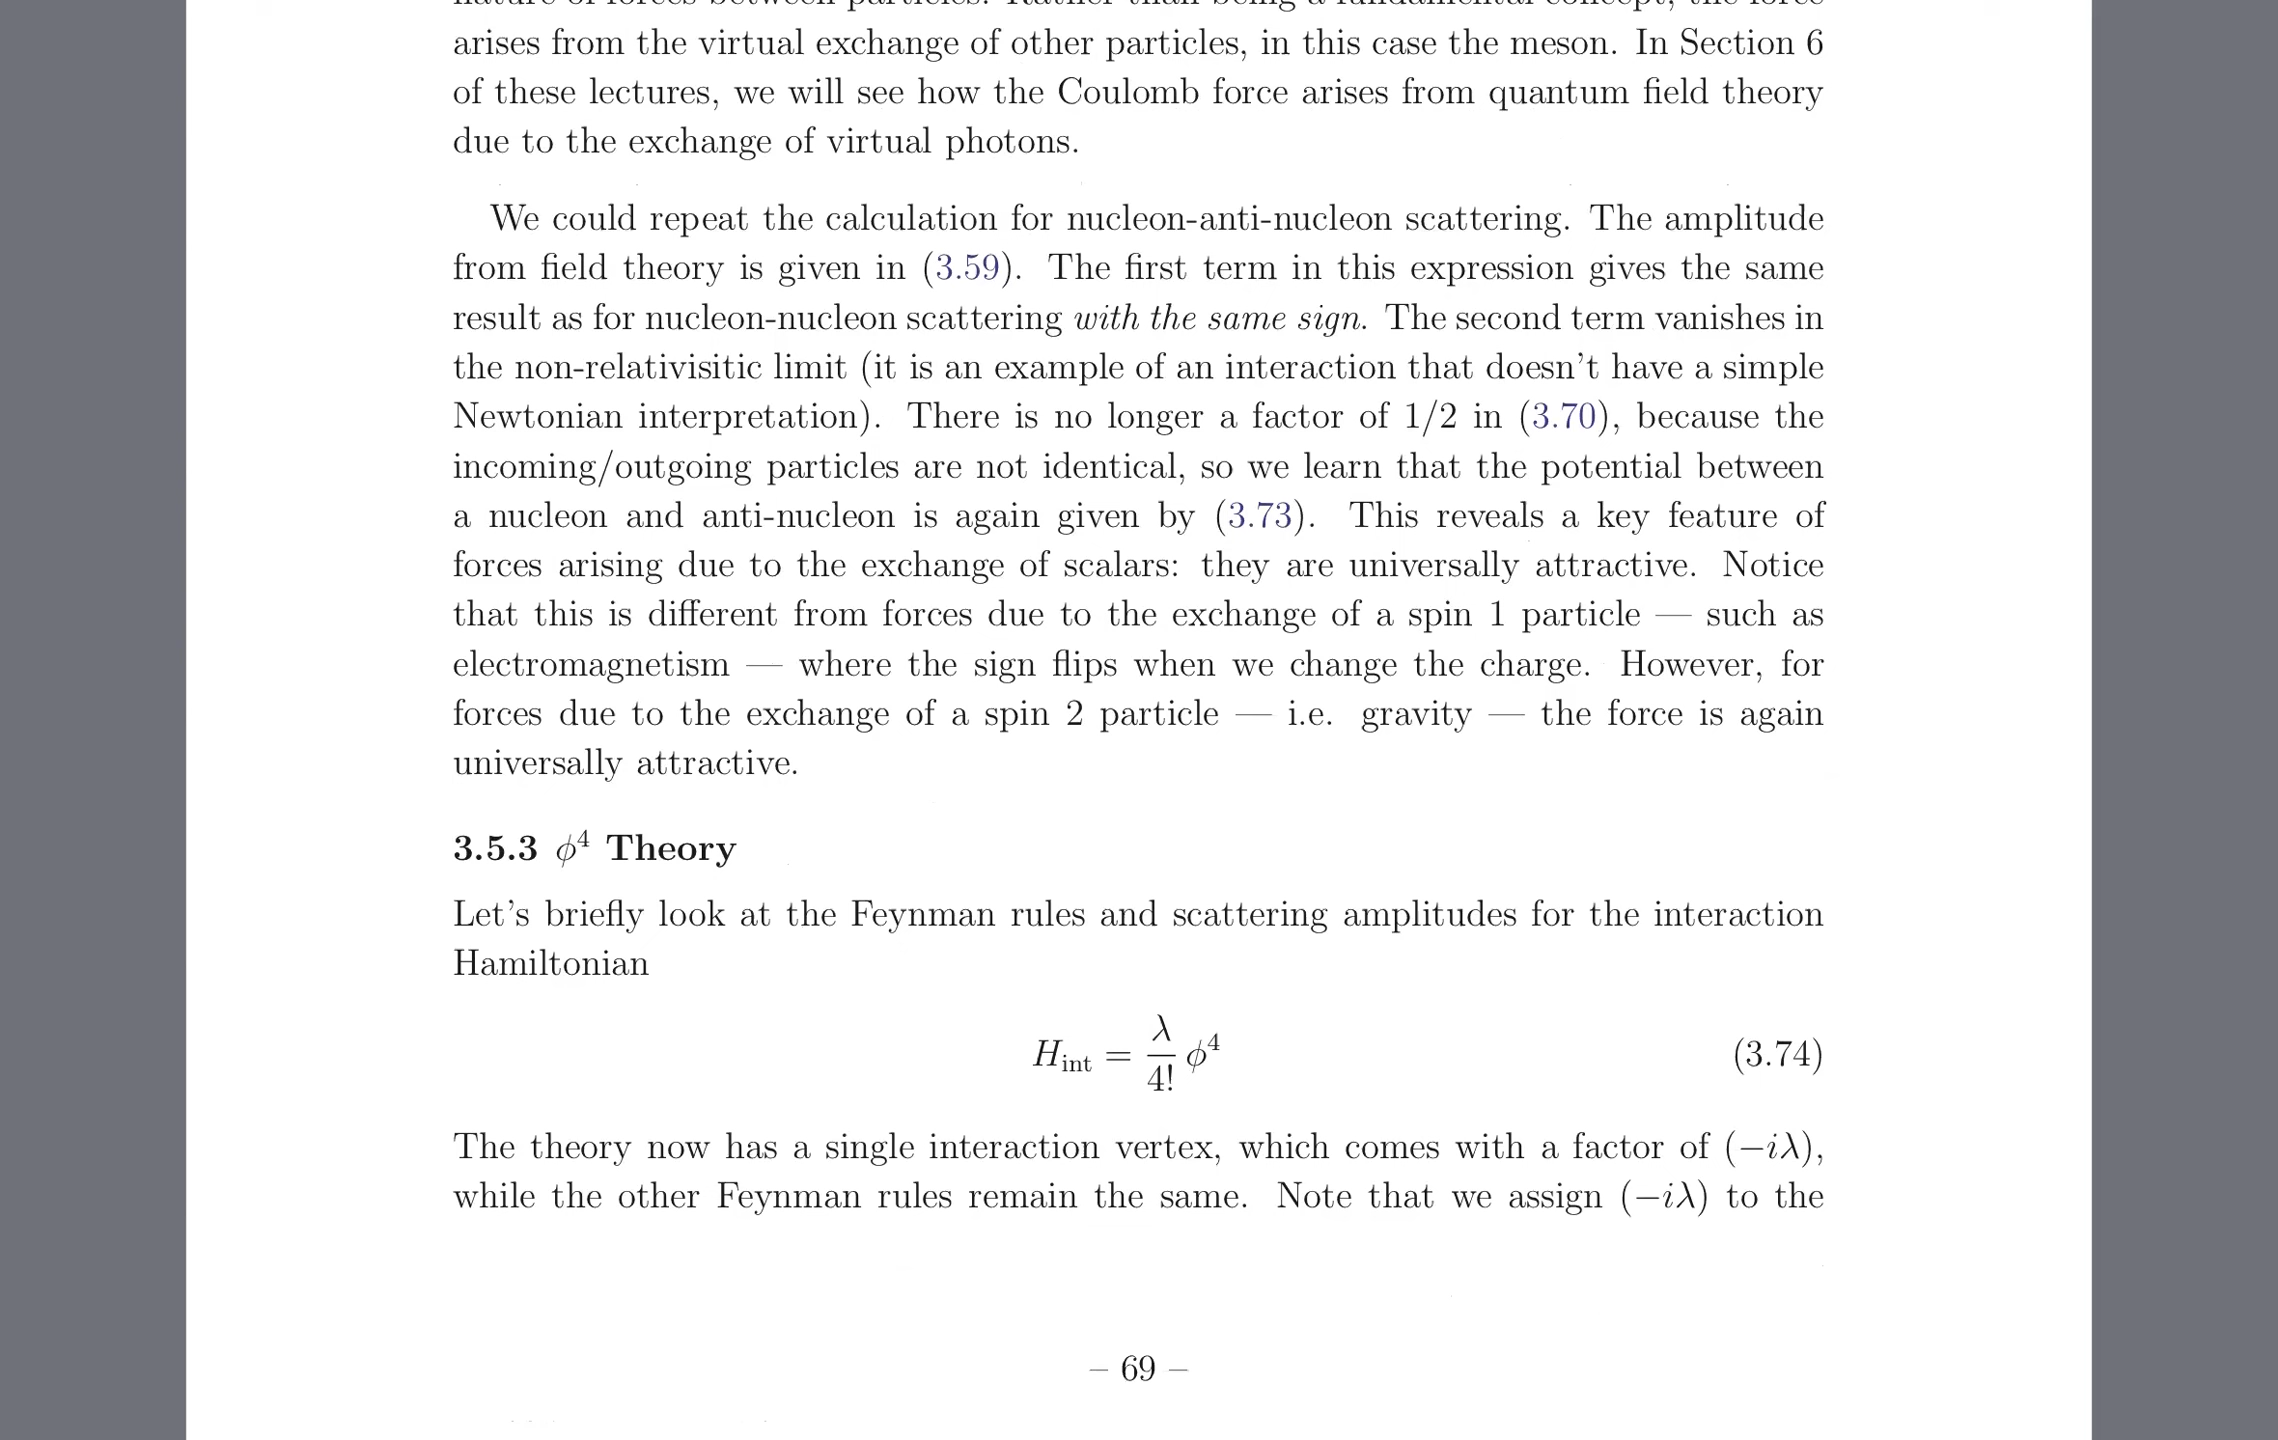 nature of forces between particles. Rather than being a fundamental concept, the force
arises from the virtual exchange of other particles, in this case the meson. In Section 6
of these lectures, we will see how the Coulomb force arises from quantum field theory
due to the exchange of virtual photons.
We could repeat the calculation for nucleon-anti-nucleon scattering. The amplitude
from field theory is given in (3.59). The first term in this expression gives the same
result as for nucleon-nucleon scattering with the same sign. The second term vanishes in
the non-relativisitic limit (it is an example of an interaction that doesn't have a simple
Newtonian interpretation). There is no longer a factor of 1/2 in (3.70), because the
incoming/outgoing particles are not identical, so we learn that the potential between
a nucleon and anti-nucleon is again given by (3.73). This reveals a key feature of
forces arising due to the exchange of scalars: they are universally attractive. Notice
that this is different from forces due to the exchange of a spin 1 particle — such as
electromagnetism — where the sign flips when we change the charge. However, for
forces due to the exchange of a spin 2 particle — i.e. gravity — the force is again
universally attractive.
3.5.3 ϕ⁴ Theory
Let's briefly look at the Feynman rules and scattering amplitudes for the interaction
Hamiltonian
H_int = λ/4! ϕ⁴ (3.74)
The theory now has a single interaction vertex, which comes with a factor of (−iλ),
while the other Feynman rules remain the same. Note that we assign (−iλ) to the
– 69 –